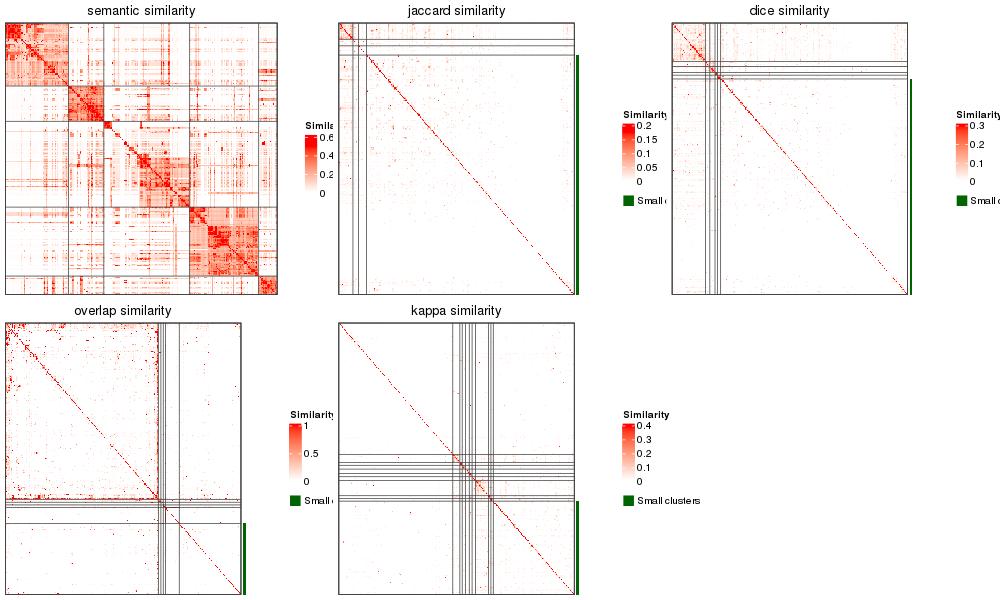 semantic similarity
Simila
0.6
0.4
0.2
0
jaccard similarity
Similarity
0.2
0.15
0.1
0.05
0
Small c
dice similarity
Similarity
0.3
0.2
0.1
0
Small c
overlap similarity
Similarity
1
0.5
0
Small c
kappa similarity
Similarity
0.4
0.3
0.2
0.1
0
Small clusters